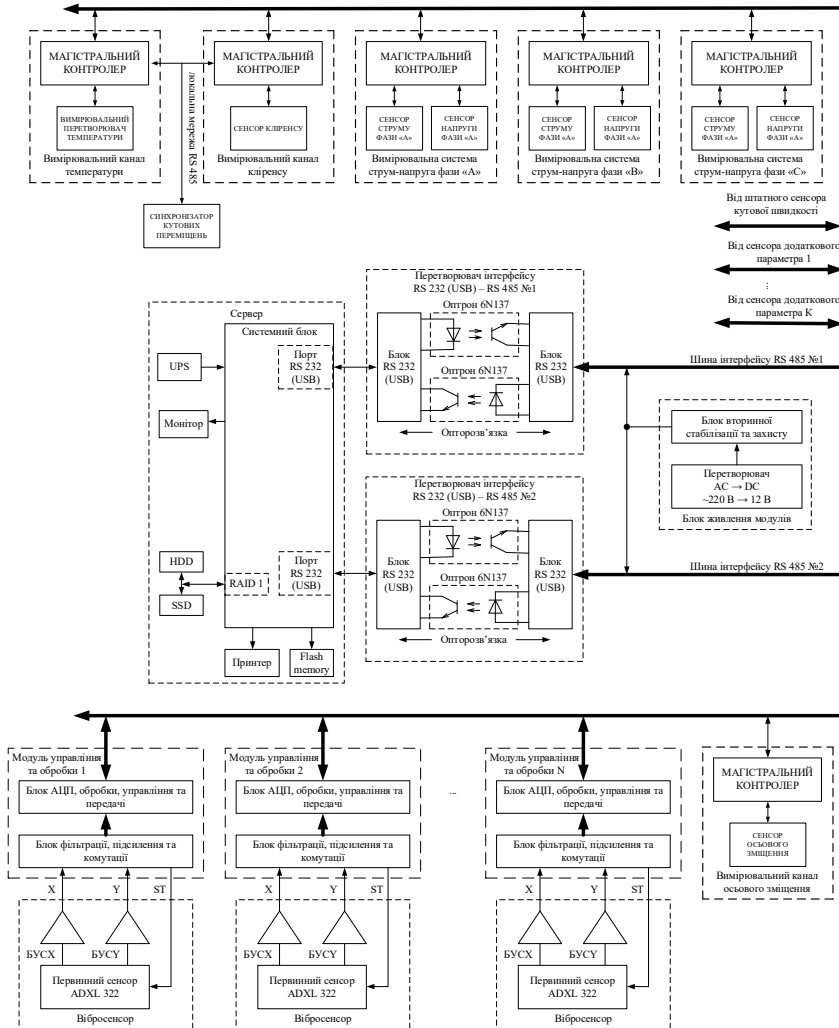 МАГІСТРАЛЬНИЙ
КОНТРОЛЕР
ВИМІРЮВАЛЬНИЙ
ПЕРЕТВОРЮВАЧ
ТЕМПЕРАТУРИ
Вимірювальний канал
температури
локальна мережа RS 485
СИНХРОНІЗАТОР
КУТОВИХ
ПЕРЕМІЩЕНЬ
МАГІСТРАЛЬНИЙ
КОНТРОЛЕР
СЕНСОР КЛІРЕНСУ
Вимірювальний канал
кліренсу
МАГІСТРАЛЬНИЙ
КОНТРОЛЕР
СЕНСОР
СТРУМУ
ФАЗИ «А»
СЕНСОР
НАПРУГИ
ФАЗИ «А»
Вимірювальна система
струм-напруга фази «А»
МАГІСТРАЛЬНИЙ
КОНТРОЛЕР
СЕНСОР
СТРУМУ
ФАЗИ «А»
СЕНСОР
НАПРУГИ
ФАЗИ «А»
Вимірювальна система
струм-напруга фази «В»
МАГІСТРАЛЬНИЙ
КОНТРОЛЕР
СЕНСОР
СТРУМУ
ФАЗИ «А»
СЕНСОР
НАПРУГИ
ФАЗИ «А»
Вимірювальна система
струм-напруга фази «С»
Від штатного сенсора
кутової швидкості
Від сенсора додаткового
параметра 1
...
Від сенсора додаткового
параметра К
Сервер
Системний блок
UPS
Монітор
HDD
SSD
RAID 1
Порт
RS 232
(USB)
Порт
RS 232
(USB)
Принтер
Flash
memory
Перетворювач інтерфейсу
RS 232 (USB) – RS 485 №1
Оптрон 6N137
Блок
RS 232
(USB)
Оптрон 6N137
Блок
RS 232
(USB)
Опторозв’язка
Перетворювач інтерфейсу
RS 232 (USB) – RS 485 №2
Оптрон 6N137
Блок
RS 232
(USB)
Оптрон 6N137
Блок
RS 232
(USB)
Опторозв’язка
Шина інтерфейсу RS 485 №1
Блок вторинної
стабілізації та захисту
Перетворювач
AC → DC
~220 В → 12 В
Блок живлення модулів
Шина інтерфейсу RS 485 №2
Модуль управління
та обробки 1
Блок АЦП, обробки, управління та
передачі
Блок фільтрації, підсилення та
комутації
X
Y
ST
БУСX
БУСY
Первинний сенсор
ADXL 322
Вібросенсор
Модуль управління
та обробки 2
Блок АЦП, обробки, управління та
передачі
Блок фільтрації, підсилення та
комутації
X
Y
ST
БУСX
БУСY
Первинний сенсор
ADXL 322
Вібросенсор
...
Модуль управління
та обробки N
Блок АЦП, обробки, управління та
передачі
Блок фільтрації, підсилення та
комутації
X
Y
ST
БУСX
БУСY
Первинний сенсор
ADXL 322
Вібросенсор
МАГІСТРАЛЬНИЙ
КОНТРОЛЕР
СЕНСОР
ОСЬОВОГО
ЗМІЩЕННЯ
Вимірювальний канал
осьового зміщення